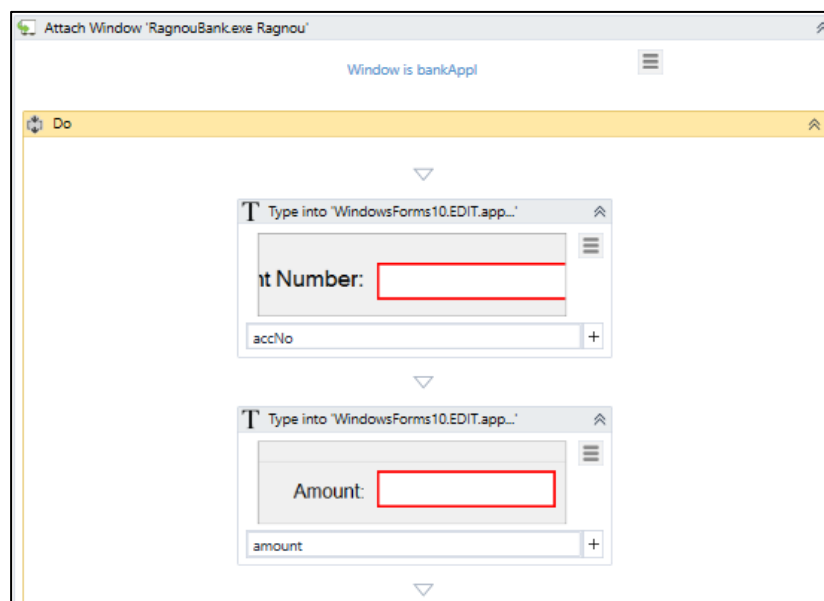 Attach Window 'RagnouBank.exe Ragnou'
Window is bankAppl
Do
T Type into 'WindowsForms10.EDIT.app...'
nt Number:
accNo
+
T Type into 'WindowsForms10.EDIT.app...'
Amount:
amount
+